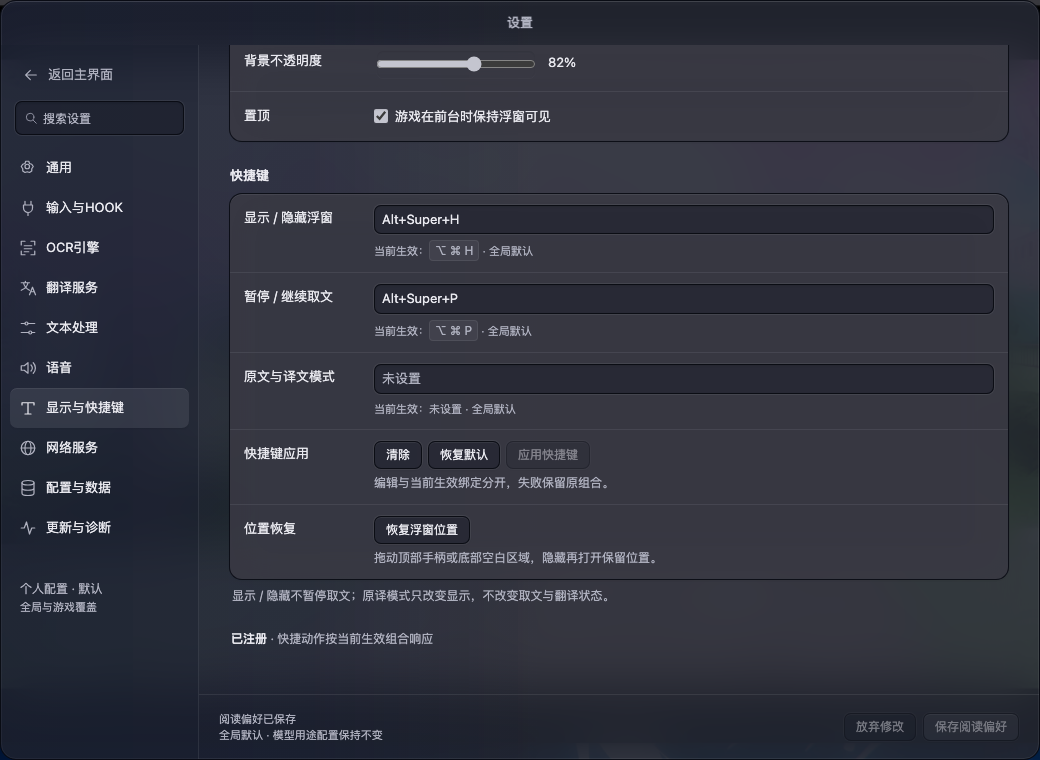 设置
返回主界面
搜索设置
通用
输入与HOOK
OCR引擎
翻译服务
文本处理
语音
显示与快捷键
网络服务
配置与数据
更新与诊断
个人配置 · 默认
全局与游戏覆盖
背景不透明度
82%
置顶
游戏在前台时保持浮窗可见
快捷键
显示 / 隐藏浮窗
Alt+Super+H
当前生效： ⌥ ⌘ H · 全局默认
暂停 / 继续取文
Alt+Super+P
当前生效： ⌥ ⌘ P · 全局默认
原文与译文模式
未设置
当前生效： 未设置 · 全局默认
快捷键应用
清除 恢复默认 应用快捷键
编辑与当前生效绑定分开，失败保留原组合。
位置恢复
恢复浮窗位置
拖动顶部手柄或底部空白区域，隐藏再打开保留位置。
显示 / 隐藏不暂停取文；原译模式只改变显示，不改变取文与翻译状态。
已注册 · 快捷动作按当前生效组合响应
阅读偏好已保存
全局默认 · 模型用途配置保持不变
放弃修改 保存阅读偏好